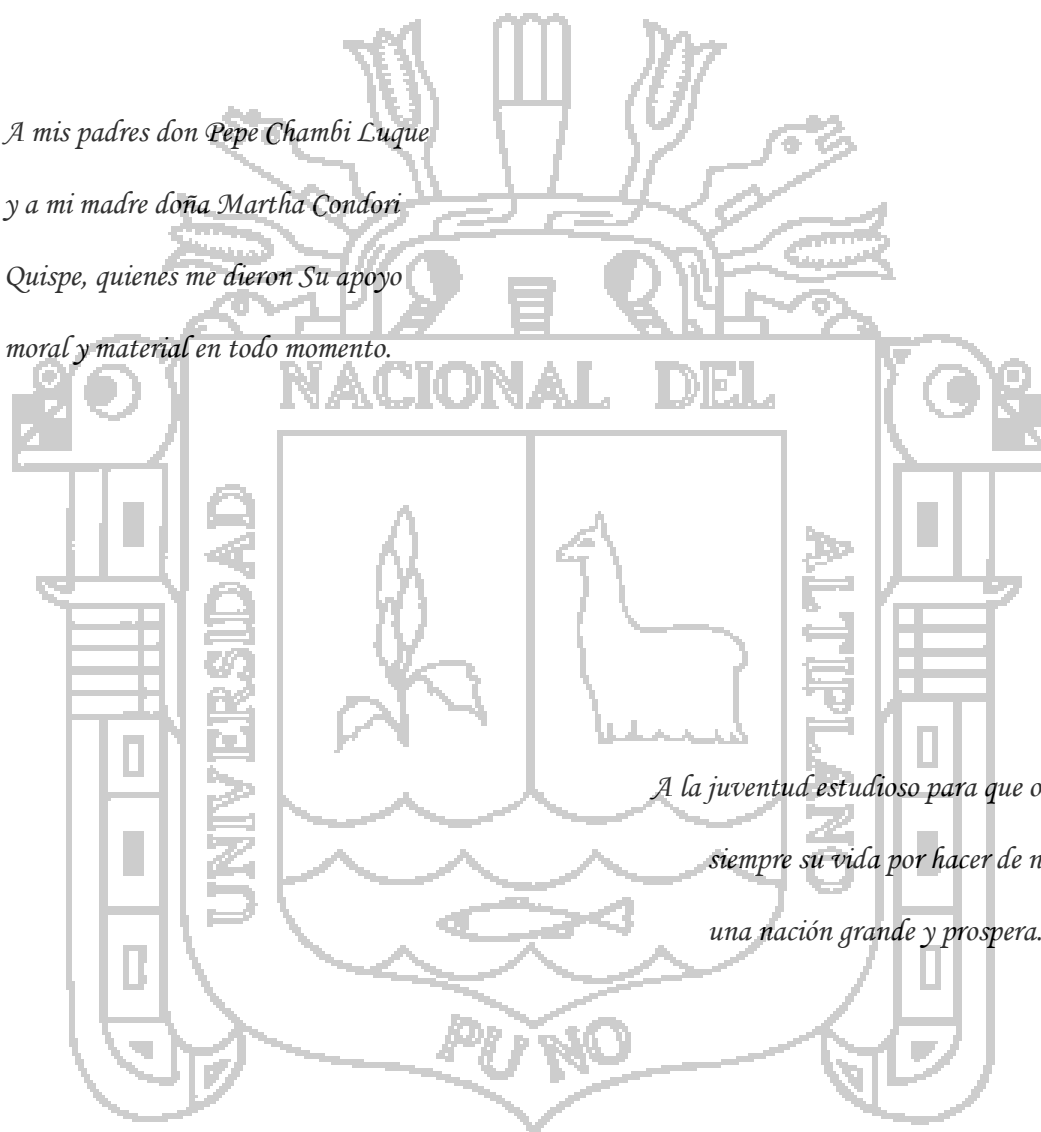 A mis padres don Pepe Chambi Luque
y a mi madre doña Martha Condori
Quispe, quienes me dieron Su apoyo
moral y material en todo momento.
NACIONAL DEL
UNIVERSIDAD
ALTIPLANO
A la juventud estudioso para que
siempre su vida por hacer de
una nación grande y prospera.
PUNO